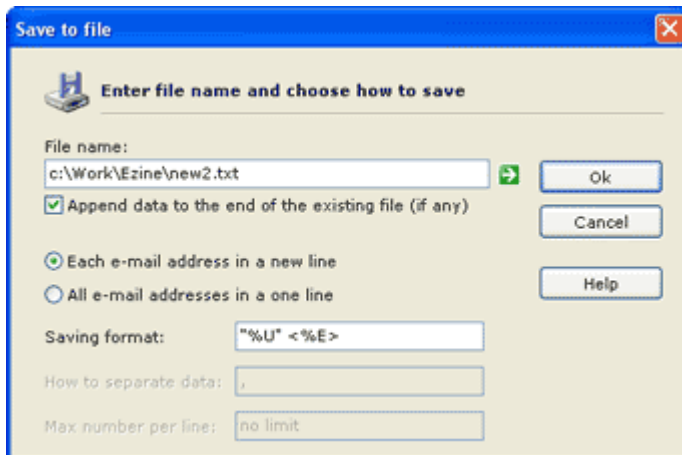 Save to file
Enter file name and choose how to save
File name:
c:\Work\Ezine\new2.txt
Ok
Append data to the end of the existing file (if any)
Cancel
Each e-mail address in a new line
All e-mail addresses in a one line
Help
Saving format:
"%U" <%E>
How to separate data:
,
Max number per line:
no limit